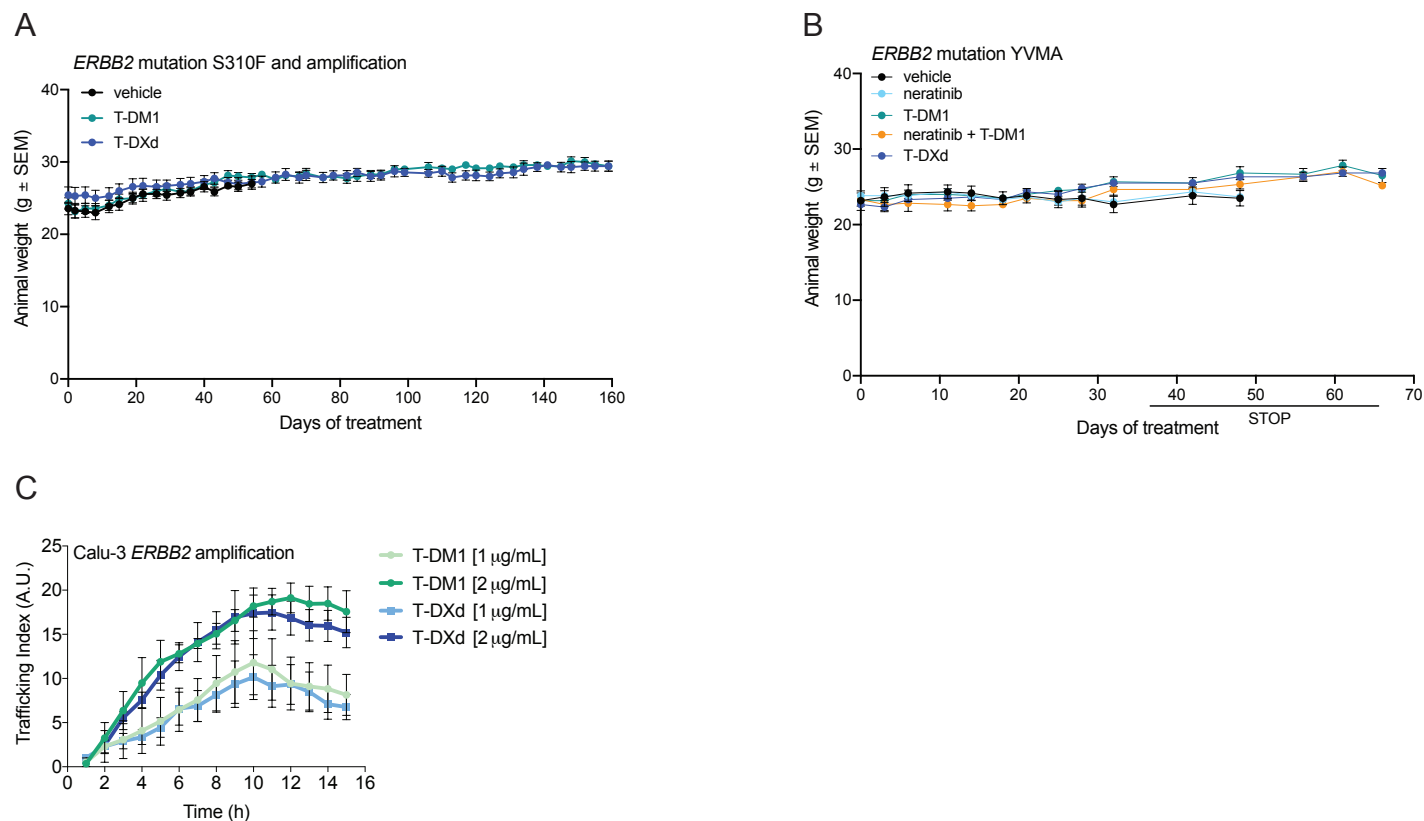 A
ERBB2 mutation S310F and amplification
40
30
20
10
0
Animal weight (g ± SEM)
vehicle
T-DM1
T-DXd
0 20 40 60 80 100 120 140 160
Days of treatment
B
ERBB2 mutation YVMA
40
30
20
10
0
Animal weight (g ± SEM)
vehicle
neratinib
T-DM1
neratinib + T-DM1
T-DXd
0 10 20 30 40 50 60 70
Days of treatment
STOP
C
Calu-3 ERBB2 amplification
25
20
15
10
5
0
Trafficking Index (A.U.)
0 2 4 6 8 10 12 14 16
Time (h)
T-DM1 [1 µg/mL]
T-DM1 [2 µg/mL]
T-DXd [1 µg/mL]
T-DXd [2 µg/mL]